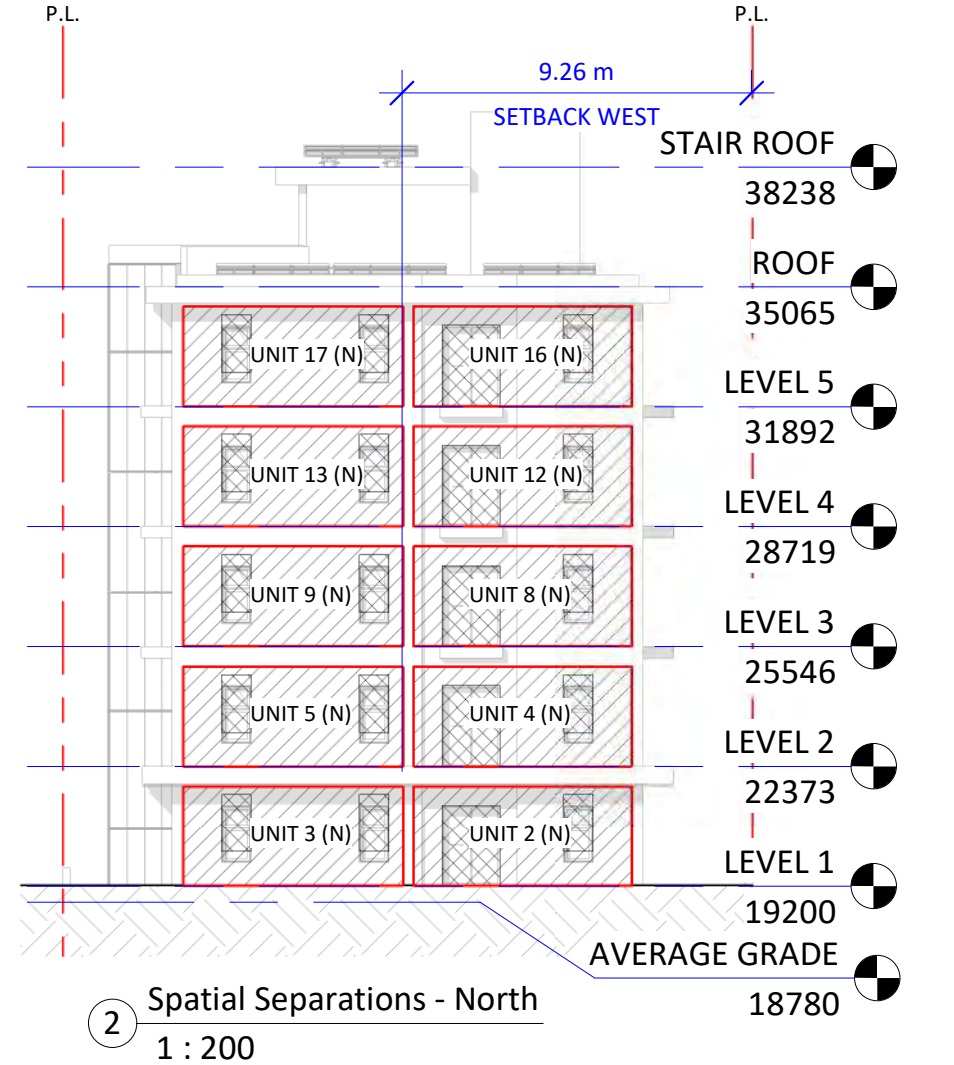 P.L.
P.L.
9.26 m
SETBACK WEST
STAIR ROOF
38238
ROOF
35065
UNIT 17 (N)
UNIT 16 (N)
LEVEL 5
31892
UNIT 13 (N)
UNIT 12 (N)
LEVEL 4
28719
UNIT 9 (N)
UNIT 8 (N)
LEVEL 3
25546
UNIT 5 (N)
UNIT 4 (N)
LEVEL 2
22373
UNIT 3 (N)
UNIT 2 (N)
LEVEL 1
19200
AVERAGE GRADE
18780
2
Spatial Separations - North
1 : 200